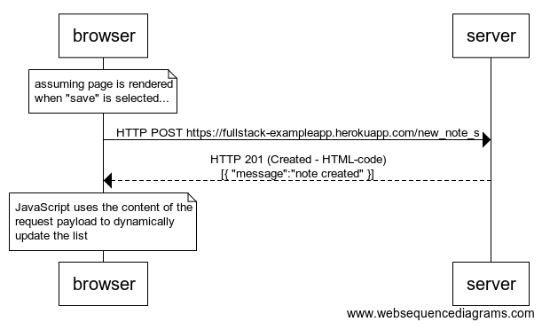 browser
server
assuming page is rendered
when "save" is selected...
HTTP POST https://fullstack-exampleapp.herokuapp.com/new_note_s
HTTP 201 (Created - HTML-code)
[{ "message":"note created" }]
JavaScript uses the content of the
request payload to dynamically
update the list
browser
server
www.websequencediagrams.com